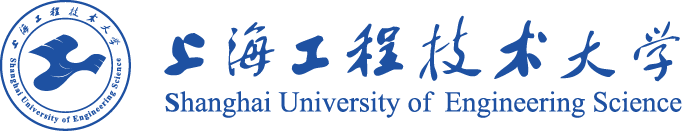 上海工程技术大学
Shanghai University of Engineering Science
上海工程技术大学
Shanghai University of Engineering Science